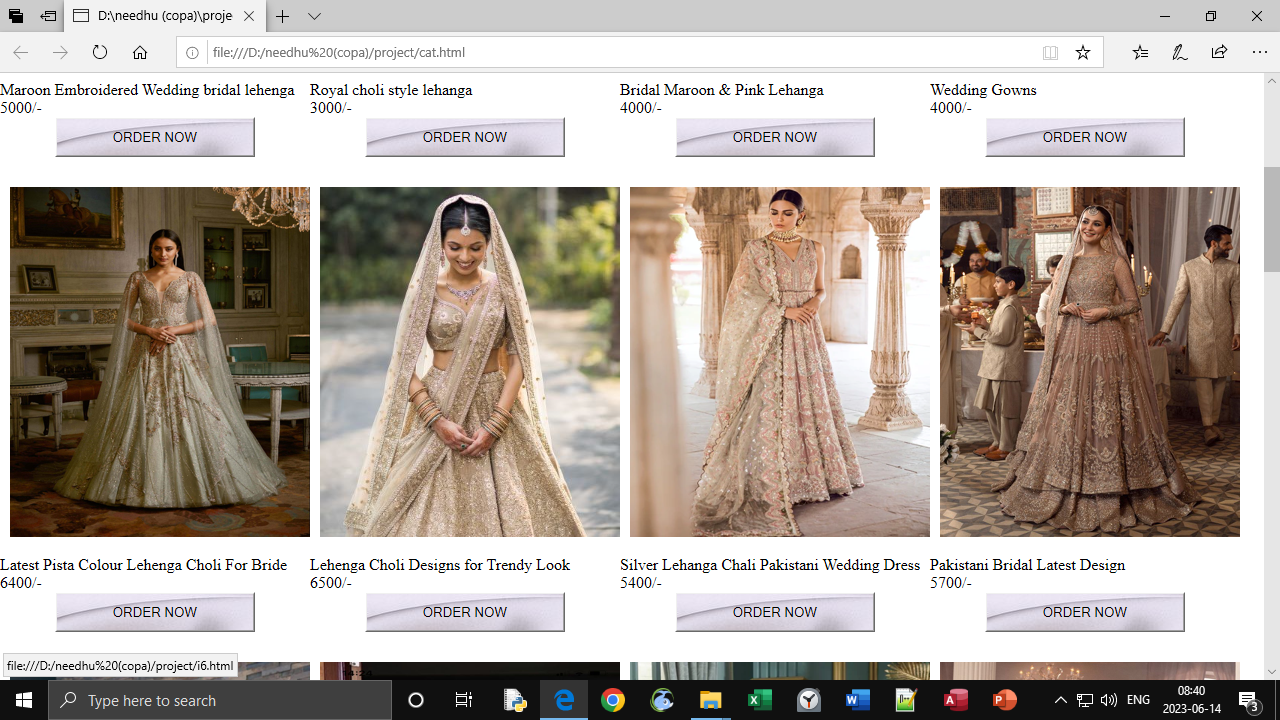 D:\needhu (copa)\proje
file:///D:/needhu%20(copa)/project/cat.html
Maroon Embroidered Wedding bridal lehenga
5000/-
ORDER NOW
Royal choli style lehanga
3000/-
ORDER NOW
Bridal Maroon & Pink Lehanga
4000/-
ORDER NOW
Wedding Gowns
4000/-
ORDER NOW
Latest Pista Colour Lehenga Choli For Bride
6400/-
ORDER NOW
Lehenga Choli Designs for Trendy Look
6500/-
ORDER NOW
Silver Lehanga Chali Pakistani Wedding Dress
5400/-
ORDER NOW
Pakistani Bridal Latest Design
5700/-
ORDER NOW
file:///D:/needhu%20(copa)/project/i6.html
Type here to search
ENG
08:40
2023-06-14
3